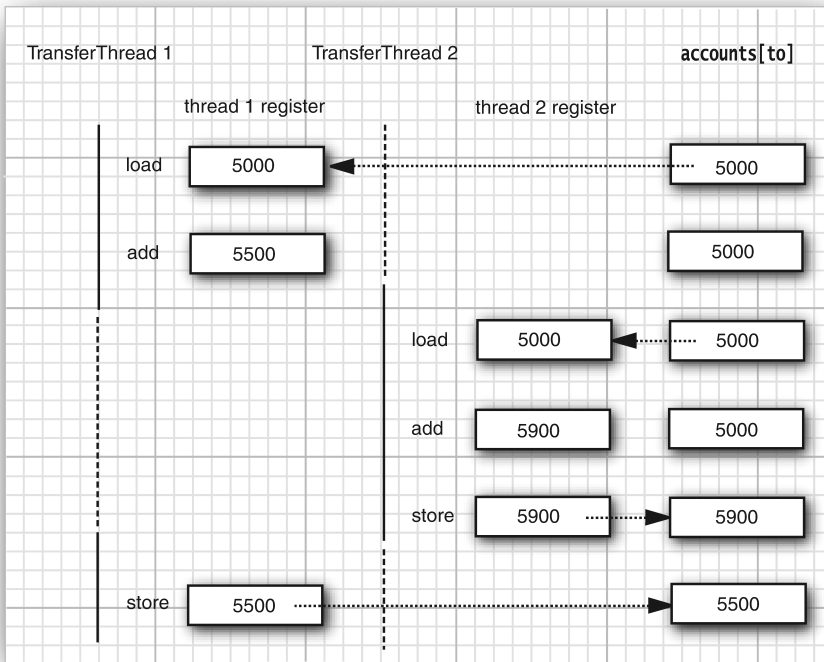 TransferThread 1 TransferThread 2 accounts[to]
thread 1 register thread 2 register
load 5000 5000
add 5500 5000
load 5000 5000
add 5900 5000
store 5900 5900
store 5500 5500